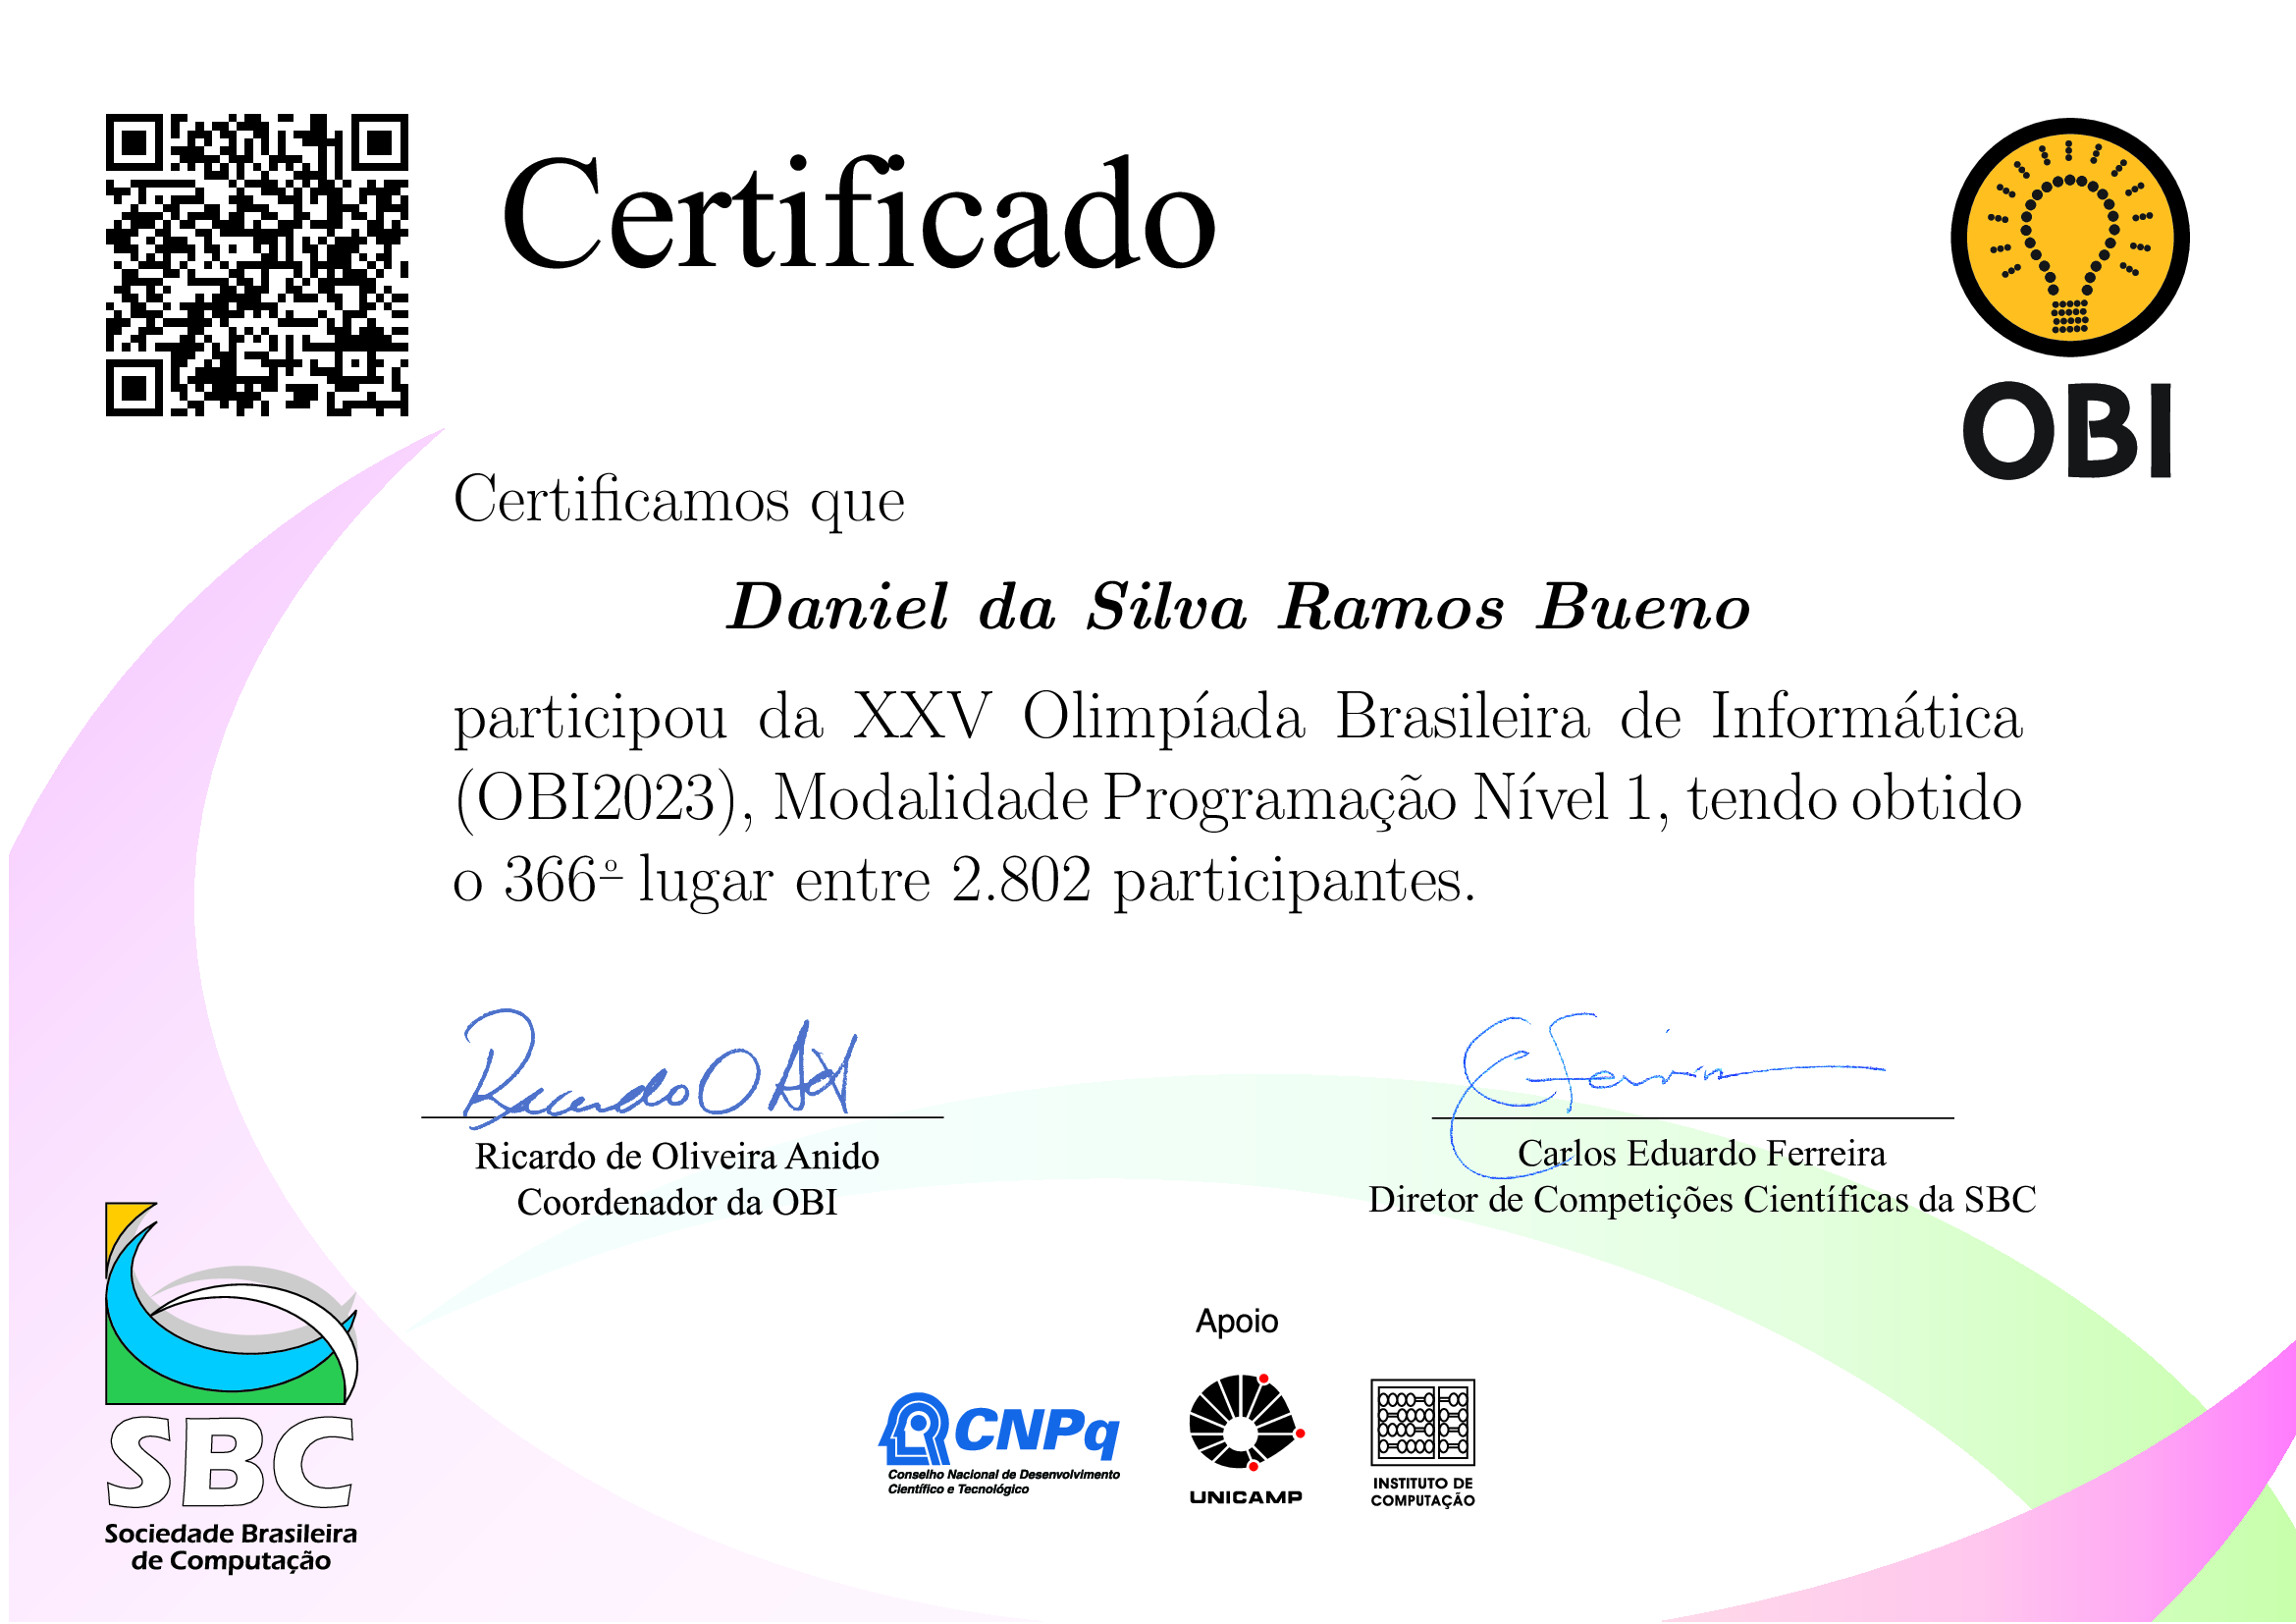 Certificado
OBI
Certificamos que
Daniel da Silva Ramos Bueno
participou da XXV Olimpíada Brasileira de Informática
(OBI2023), Modalidade Programação Nível 1, tendo obtido
o 366º lugar entre 2.802 participantes.
Ricardo de Oliveira Anido
Coordenador da OBI
Carlos Eduardo Ferreira
Diretor de Competições Científicas da SBC
SBC
Sociedade Brasileira
de Computação
Apoio
CNPq
Conselho Nacional de Desenvolvimento
Científico e Tecnológico
UNICAMP
INSTITUTO DE
COMPUTAÇÃO